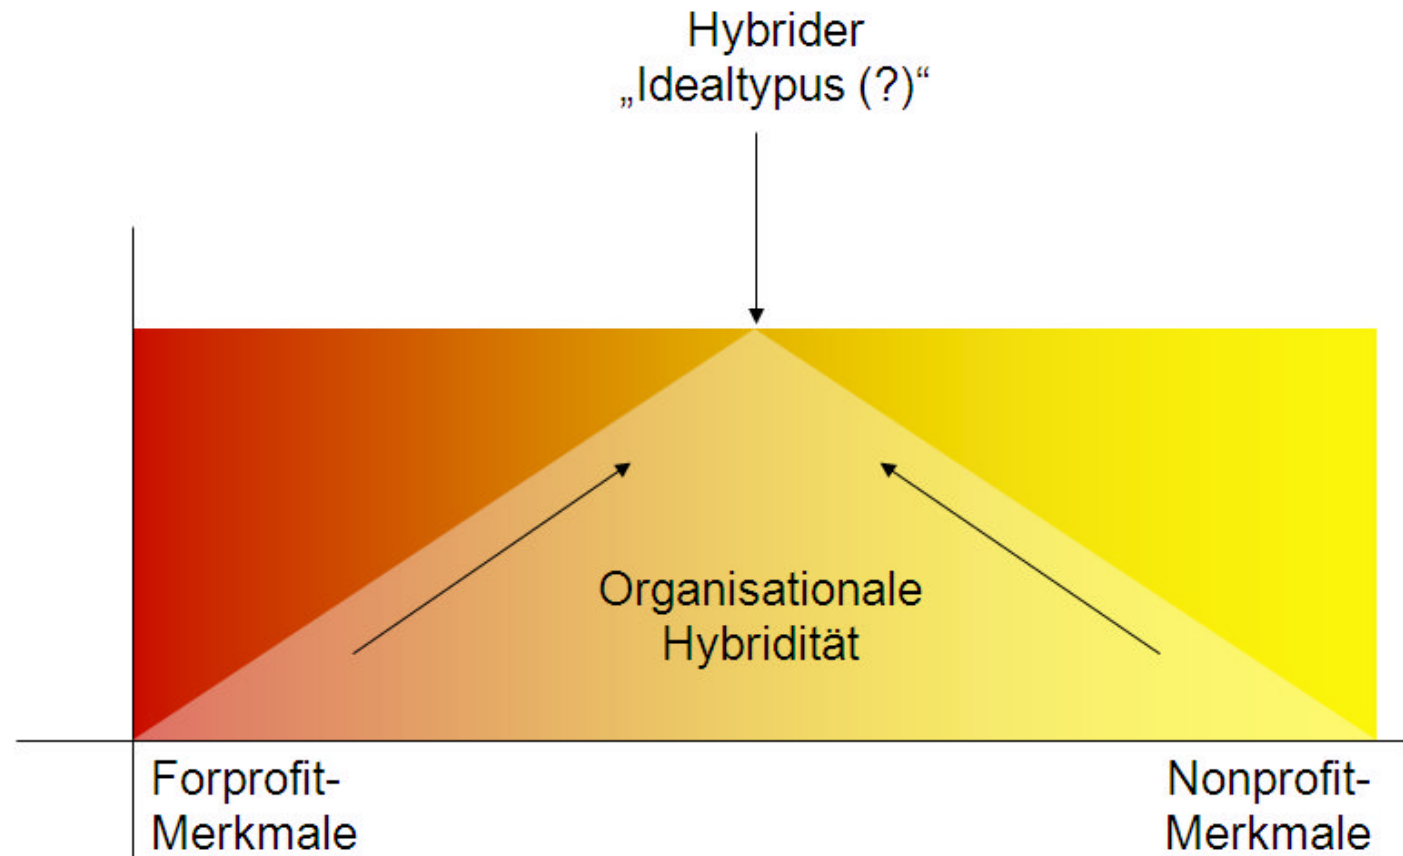 Hybrider
„Idealtypus (?)“
Organisationale
Hybridität
Forprofit-
Merkmale
Nonprofit-
Merkmale